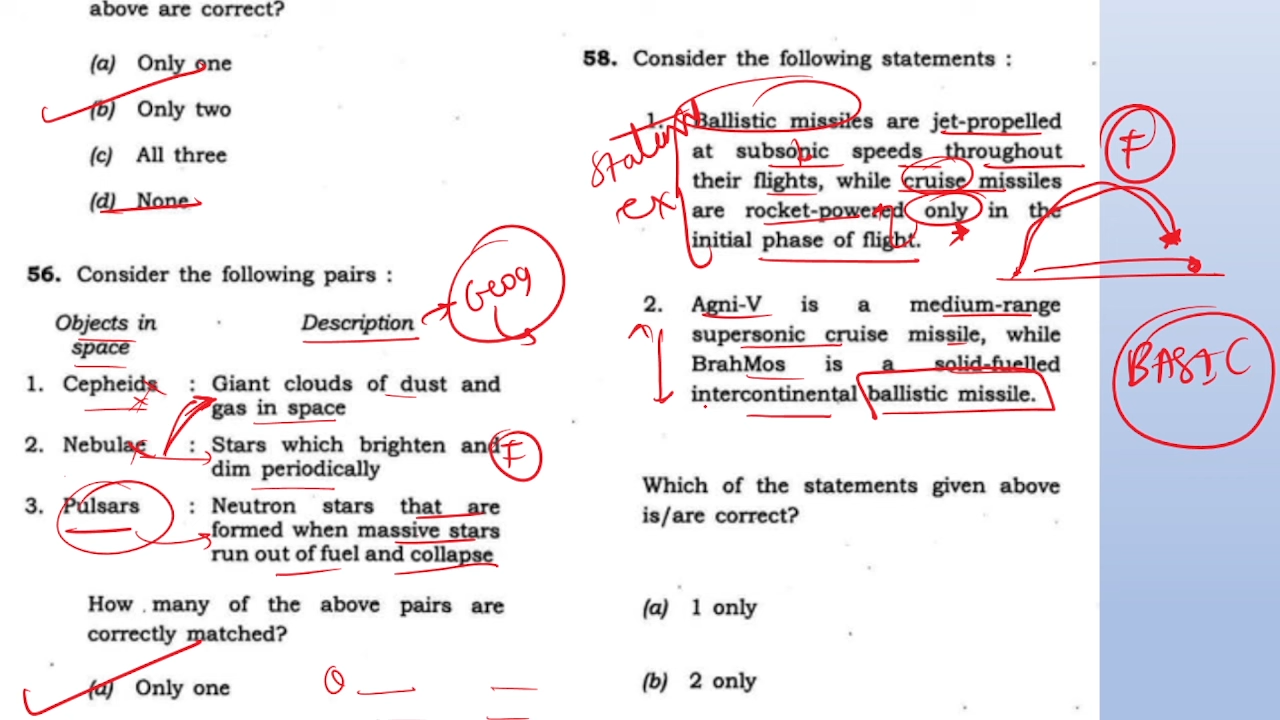 above are correct?
(a) Only one
(b) Only two
(c) All three
(d) None
56. Consider the following pairs :
Objects in space
Description
Geog
1. Cepheids : Giant clouds of dust and
gas in space
2. Nebulae : Stars which brighten and
dim periodically
F
3. Pulsars : Neutron stars that are
formed when massive stars
run out of fuel and collapse
How many of the above pairs are
correctly matched?
(a) Only one
58. Consider the following statements :
1. Ballistic missiles are jet-propelled
at subsonic speeds throughout
their flights, while cruise missiles
are rocket-powered only in the
initial phase of flight.
F
2. Agni-V is a medium-range
supersonic cruise missile, while
BrahMos is a solid-fuelled
intercontinental ballistic missile.
BASIC
Which of the statements given above
is/are correct?
(a) 1 only
(b) 2 only